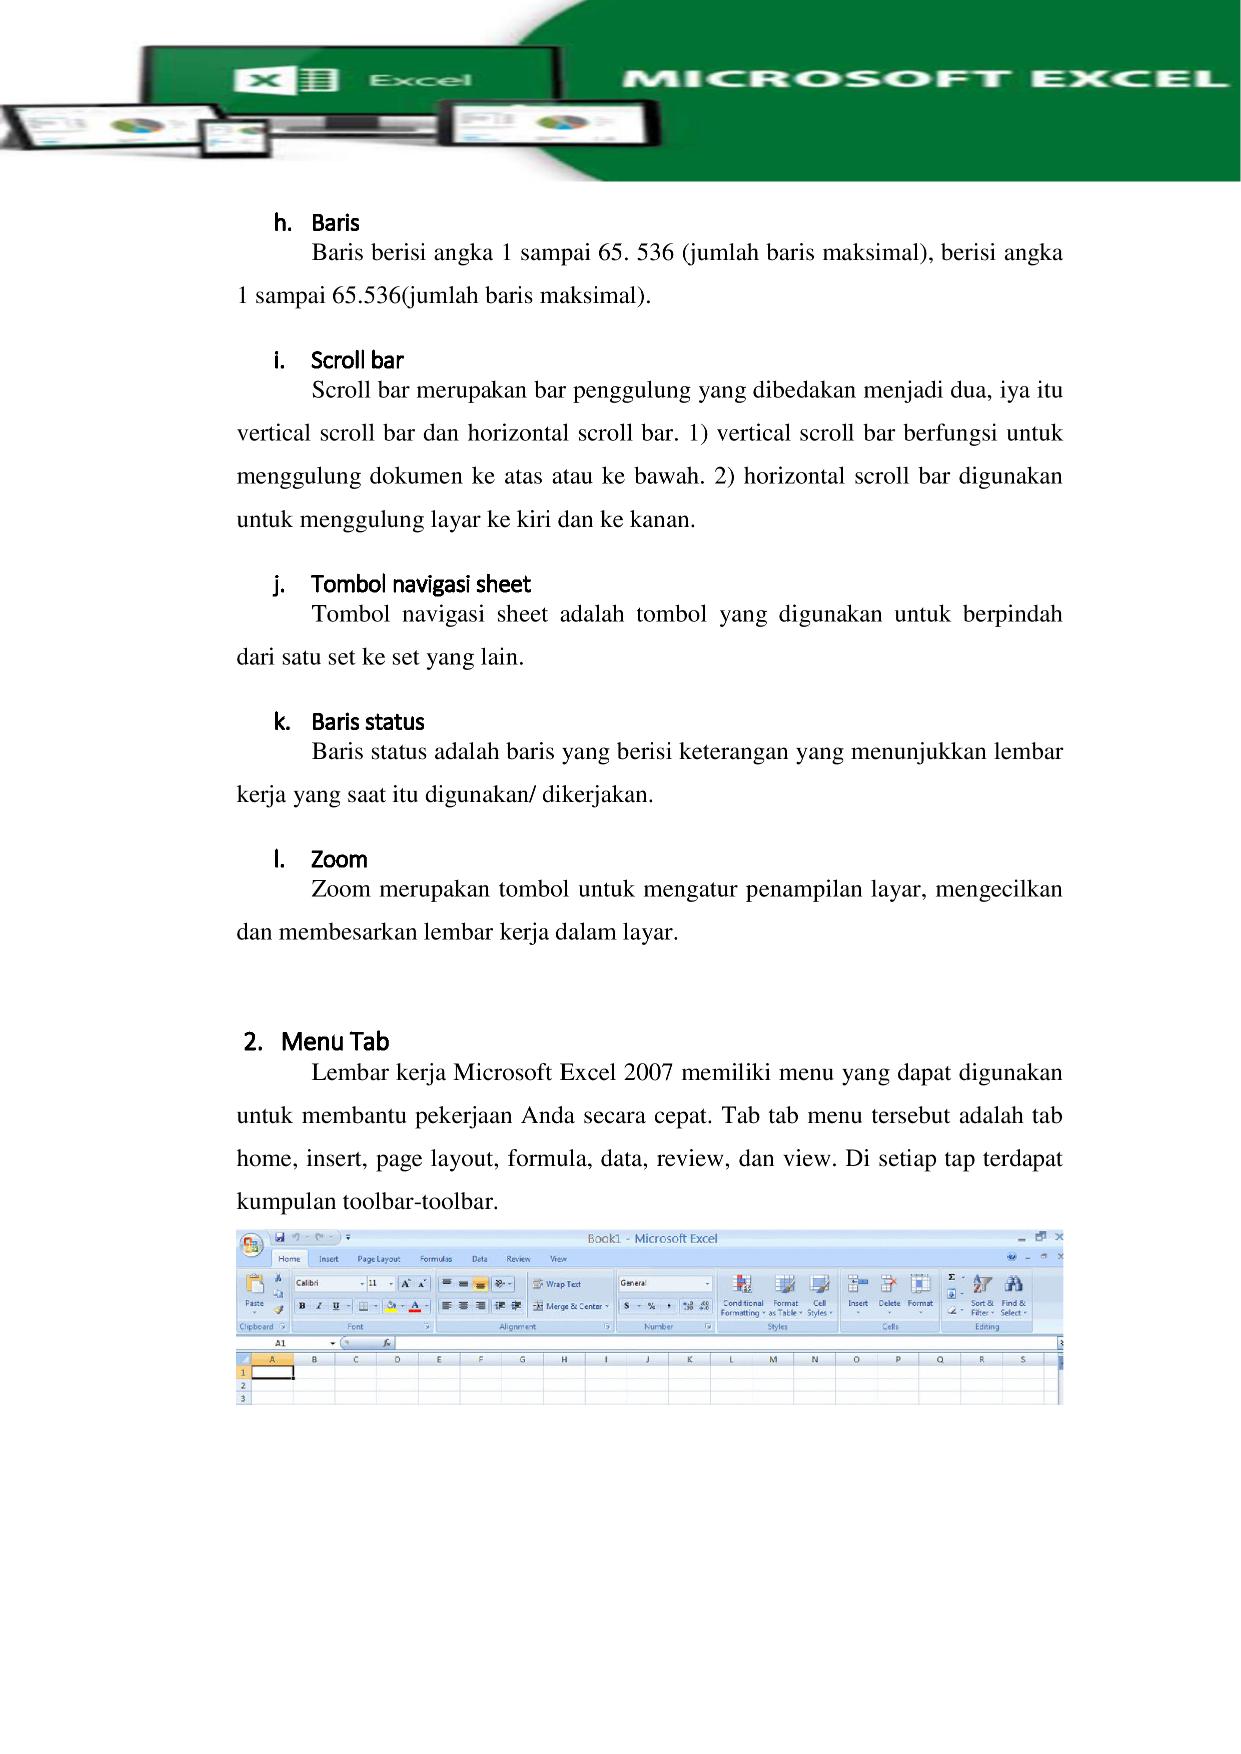 Excel
MICROSOFT EXCEL
h. Baris
Baris berisi angka 1 sampai 65. 536 (jumlah baris maksimal), berisi angka
1 sampai 65.536(jumlah baris maksimal).
i. Scroll bar
Scroll bar merupakan bar penggulung yang dibedakan menjadi dua, iya itu
vertical scroll bar dan horizontal scroll bar. 1) vertical scroll bar berfungsi untuk
menggulung dokumen ke atas atau ke bawah. 2) horizontal scroll bar digunakan
untuk menggulung layar ke kiri dan ke kanan.
j. Tombol navigasi sheet
Tombol navigasi sheet adalah tombol yang digunakan untuk berpindah
dari satu set ke set yang lain.
k. Baris status
Baris status adalah baris yang berisi keterangan yang menunjukkan lembar
kerja yang saat itu digunakan/ dikerjakan.
l. Zoom
Zoom merupakan tombol untuk mengatur penampilan layar, mengecilkan
dan membesarkan lembar kerja dalam layar.
2. Menu Tab
Lembar kerja Microsoft Excel 2007 memiliki menu yang dapat digunakan
untuk membantu pekerjaan Anda secara cepat. Tab tab menu tersebut adalah tab
home, insert, page layout, formula, data, review, dan view. Di setiap tap terdapat
kumpulan toolbar-toolbar.
Book1 - Microsoft Excel
Home Insert Page Layout Formulas Data Review View
Calibri 11 A A Wrap Text General Σ
Paste B I U A Merge & Center $ % Conditional Format Cell Insert Delete Format Sort & Find &
Formatting as Table Styles Filter Select
Clipboard Font Alignment Number Styles Cells Editing
A1 fx
A B C D E F G H I J K L M N O P Q R S
1
2
3